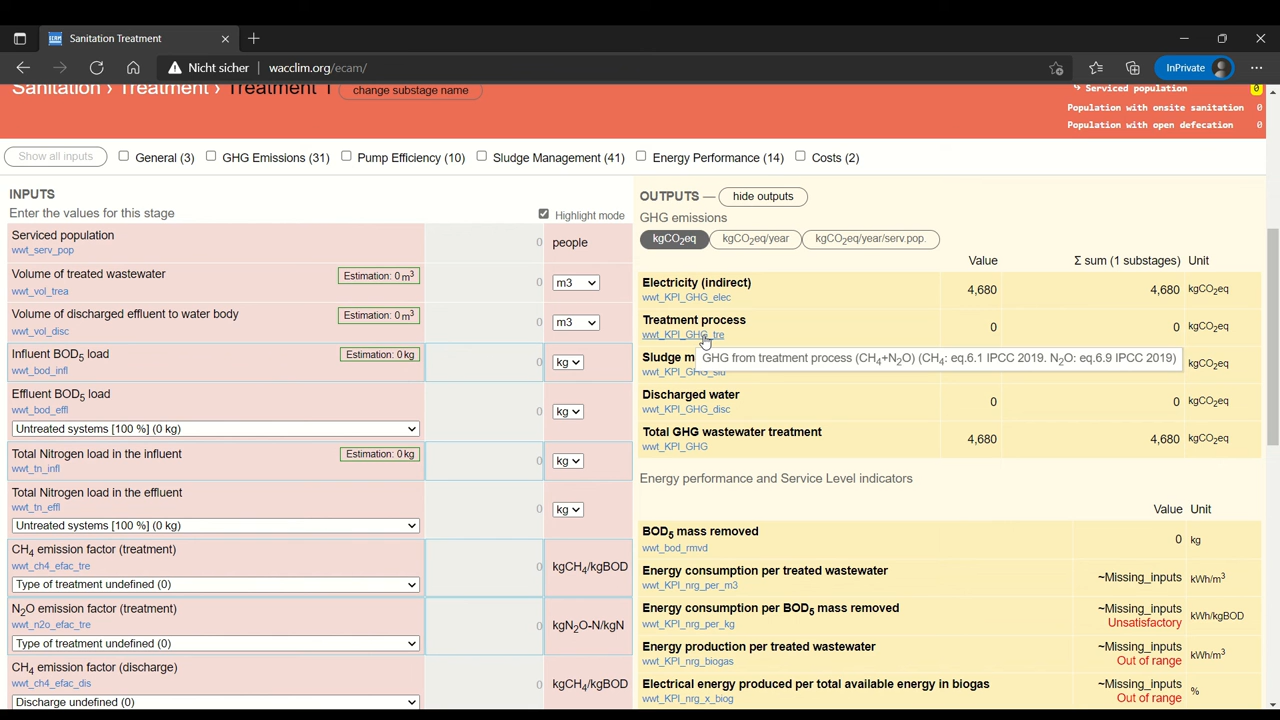 Sanitation Treatment
Nicht sicher wacclim.org/ecam/
InPrivate
Sanitation › Treatment › Treatment 1 change substage name
↳ Serviced population 0
Population with onsite sanitation 0
Population with open defecation 0
Show all inputs General (3) GHG Emissions (31) Pump Efficiency (10) Sludge Management (41) Energy Performance (14) Costs (2)
INPUTS
Enter the values for this stage
Highlight mode
Serviced population
wwt_serv_pop
0 people
Volume of treated wastewater
wwt_vol_trea
Estimation: 0 m³
0 m3
Volume of discharged effluent to water body
wwt_vol_disc
Estimation: 0 m³
0 m3
Influent BOD₅ load
wwt_bod_infl
Estimation: 0 kg
0 kg
Effluent BOD₅ load
wwt_bod_effl
Untreated systems [100 %] (0 kg)
0 kg
Total Nitrogen load in the influent
wwt_tn_infl
Estimation: 0 kg
0 kg
Total Nitrogen load in the effluent
wwt_tn_effl
Untreated systems [100 %] (0 kg)
0 kg
CH₄ emission factor (treatment)
wwt_ch4_efac_tre
Type of treatment undefined (0)
0 kgCH₄/kgBOD
N₂O emission factor (treatment)
wwt_n2o_efac_tre
Type of treatment undefined (0)
0 kgN₂O-N/kgN
CH₄ emission factor (discharge)
wwt_ch4_efac_dis
Discharge undefined (0)
0 kgCH₄/kgBOD
OUTPUTS — hide outputs
GHG emissions
kgCO₂eq kgCO₂eq/year kgCO₂eq/year/serv.pop.
Value Σ sum (1 substages) Unit
Electricity (indirect)
wwt_KPI_GHG_elec
4,680 4,680 kgCO₂eq
Treatment process
wwt_KPI_GHG_tre
0 0 kgCO₂eq
GHG from treatment process (CH₄+N₂O) (CH₄: eq.6.1 IPCC 2019. N₂O: eq.6.9 IPCC 2019)
Sludge m
wwt_KPI_GHG_slu
kgCO₂eq
Discharged water
wwt_KPI_GHG_disc
0 0 kgCO₂eq
Total GHG wastewater treatment
wwt_KPI_GHG
4,680 4,680 kgCO₂eq
Energy performance and Service Level indicators
Value Unit
BOD₅ mass removed
wwt_bod_rmvd
0 kg
Energy consumption per treated wastewater
wwt_KPI_nrg_per_m3
~Missing_inputs kWh/m³
Energy consumption per BOD₅ mass removed
wwt_KPI_nrg_per_kg
~Missing_inputs kWh/kgBOD
Unsatisfactory
Energy production per treated wastewater
wwt_KPI_nrg_biogas
~Missing_inputs kWh/m³
Out of range
Electrical energy produced per total available energy in biogas
wwt_KPI_nrg_x_biog
~Missing_inputs %
Out of range